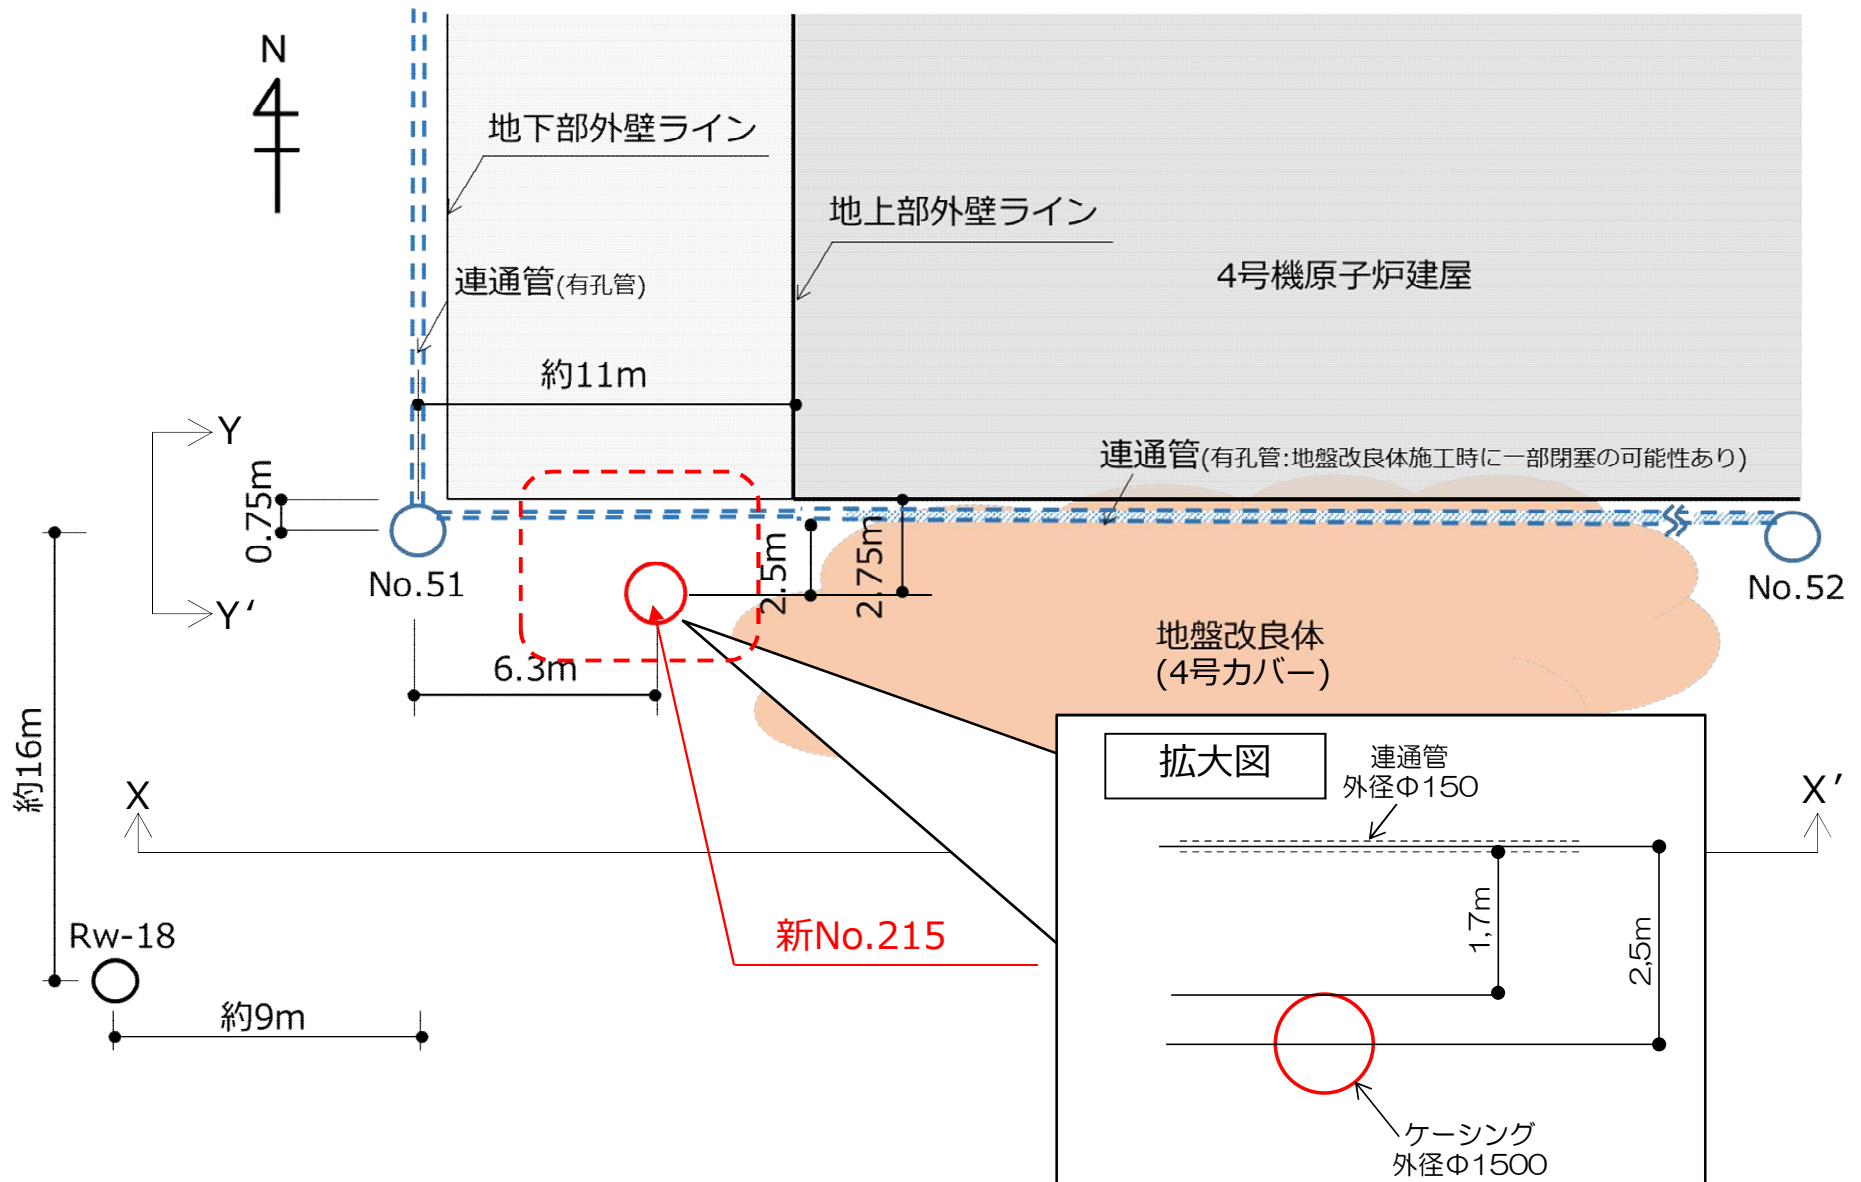 N
地下部外壁ライン
地上部外壁ライン
4号機原子炉建屋
連通管(有孔管)
約11m
Y
連通管(有孔管:地盤改良体施工時に一部閉塞の可能性あり)
0.75m
2.5m
2.75m
No.51
No.52
Y′
地盤改良体
(4号カバー)
6.3m
約16m
拡大図
連通管
外径Φ150
X
X′
1,7m
2,5m
新No.215
Rw-18
約9m
ケーシング
外径Φ1500